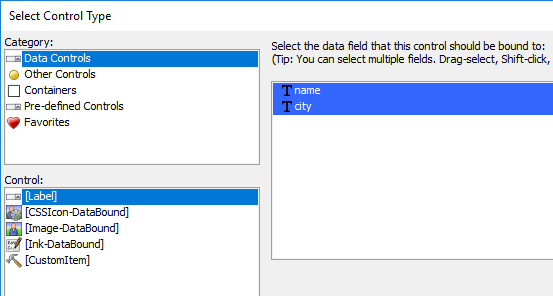 Select Control Type
Category:
Data Controls
Other Controls
Containers
Pre-defined Controls
Favorites
Control:
[Label]
[CSSIcon-DataBound]
[Image-DataBound]
[Ink-DataBound]
[CustomItem]
Select the data field that this control should be bound to:
(Tip: You can select multiple fields. Drag-select, Shift-click,
name
city